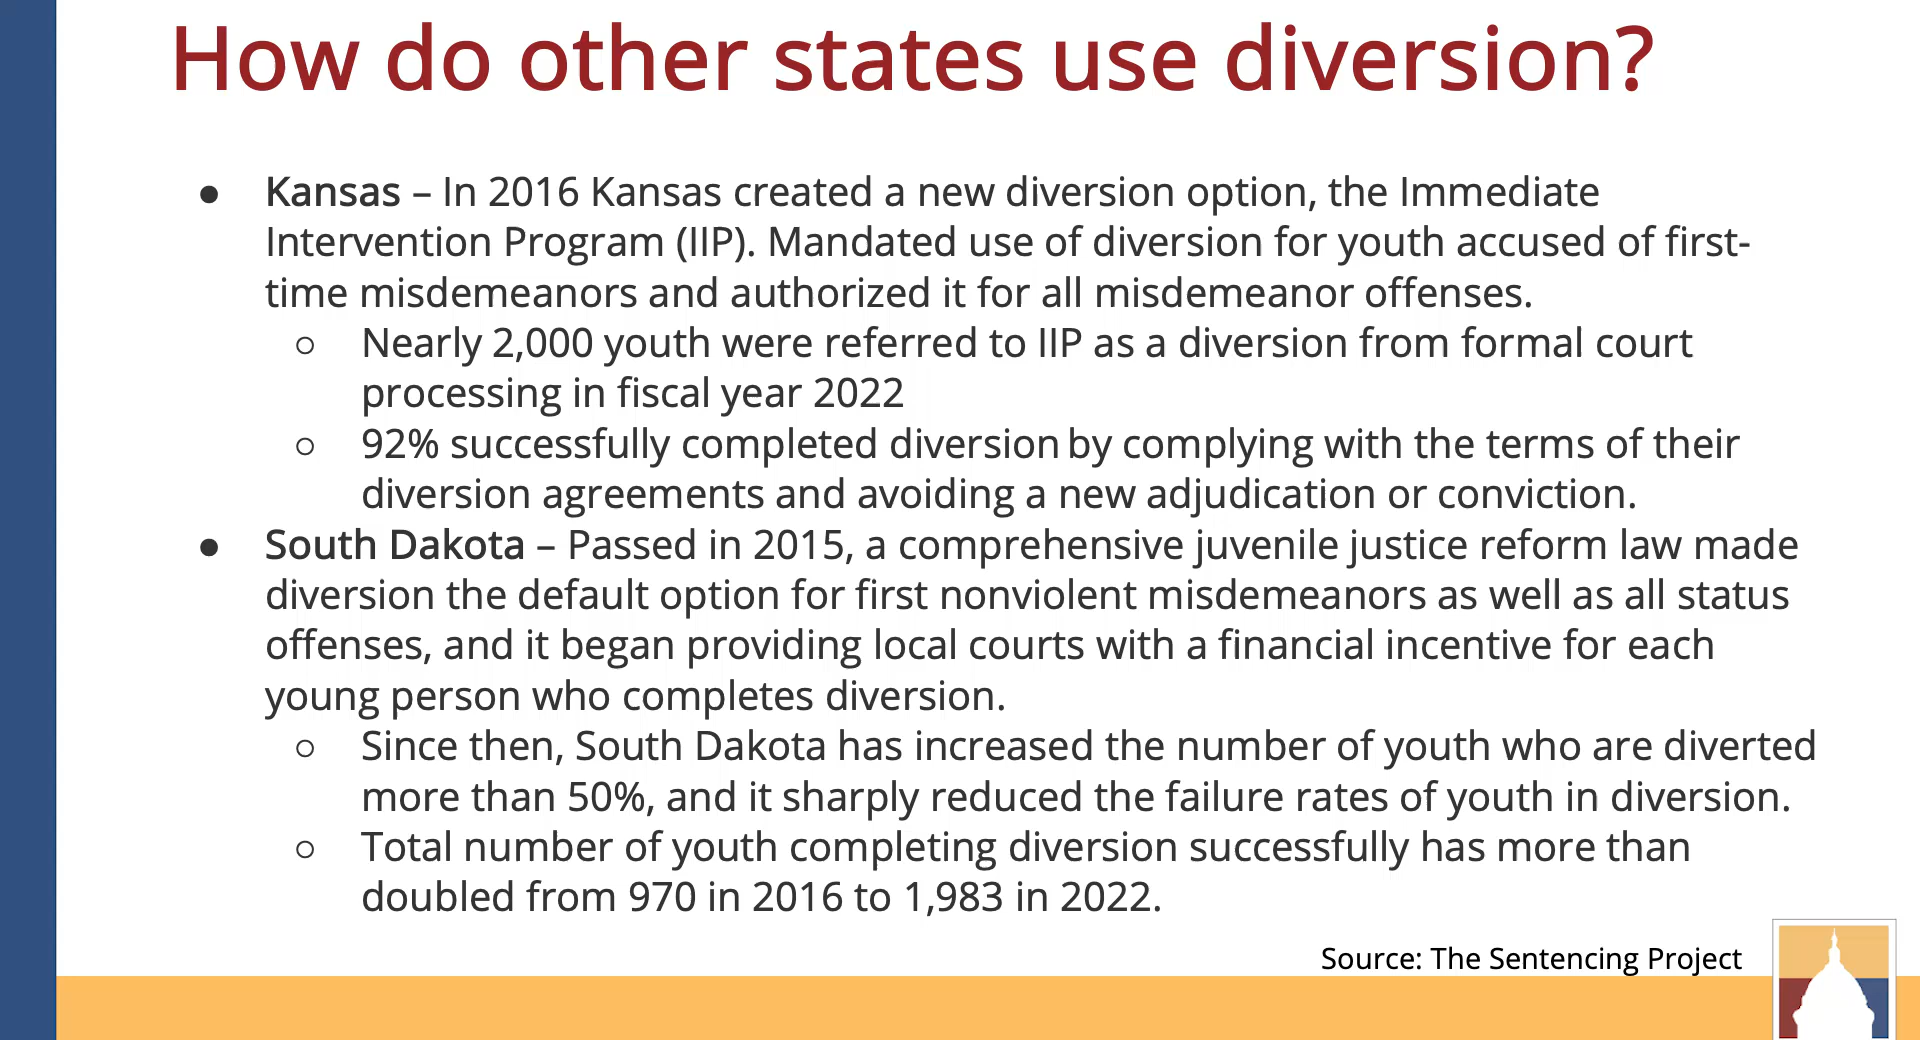 How do other states use diversion?
● Kansas – In 2016 Kansas created a new diversion option, the Immediate
Intervention Program (IIP). Mandated use of diversion for youth accused of first-
time misdemeanors and authorized it for all misdemeanor offenses.
○ Nearly 2,000 youth were referred to IIP as a diversion from formal court
processing in fiscal year 2022
○ 92% successfully completed diversion by complying with the terms of their
diversion agreements and avoiding a new adjudication or conviction.
● South Dakota – Passed in 2015, a comprehensive juvenile justice reform law made
diversion the default option for first nonviolent misdemeanors as well as all status
offenses, and it began providing local courts with a financial incentive for each
young person who completes diversion.
○ Since then, South Dakota has increased the number of youth who are diverted
more than 50%, and it sharply reduced the failure rates of youth in diversion.
○ Total number of youth completing diversion successfully has more than
doubled from 970 in 2016 to 1,983 in 2022.
Source: The Sentencing Project